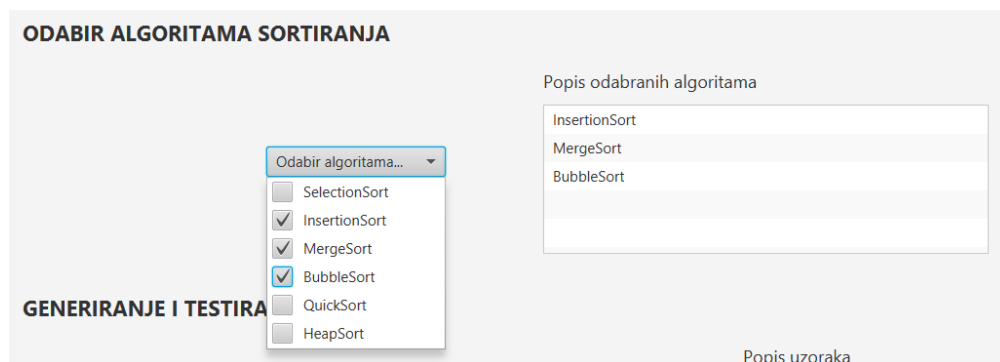 ODABIR ALGORITAMA SORTIRANJA
Popis odabranih algoritama
InsertionSort
MergeSort
BubbleSort
Odabir algoritama...
SelectionSort
InsertionSort
MergeSort
BubbleSort
QuickSort
HeapSort
GENERIRANJE I TESTIRA
Popis uzoraka